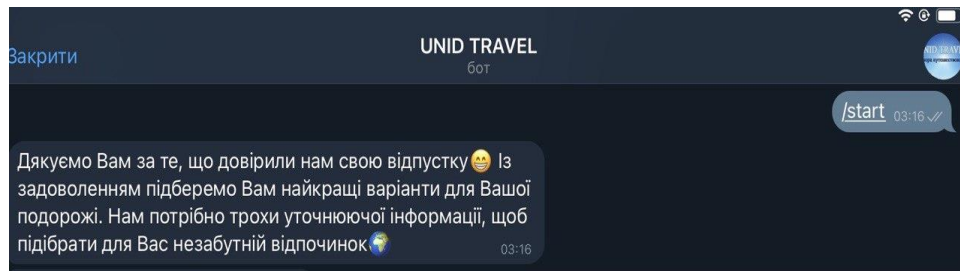 Закрити
UNID TRAVEL
бот
/start 03:16
Дякуємо Вам за те, що довірили нам свою відпустку😁 Із
задоволенням підберемо Вам найкращі варіанти для Вашої
подорожі. Нам потрібно трохи уточнюючої інформації, щоб
підібрати для Вас незабутній відпочинок🌍
03:16